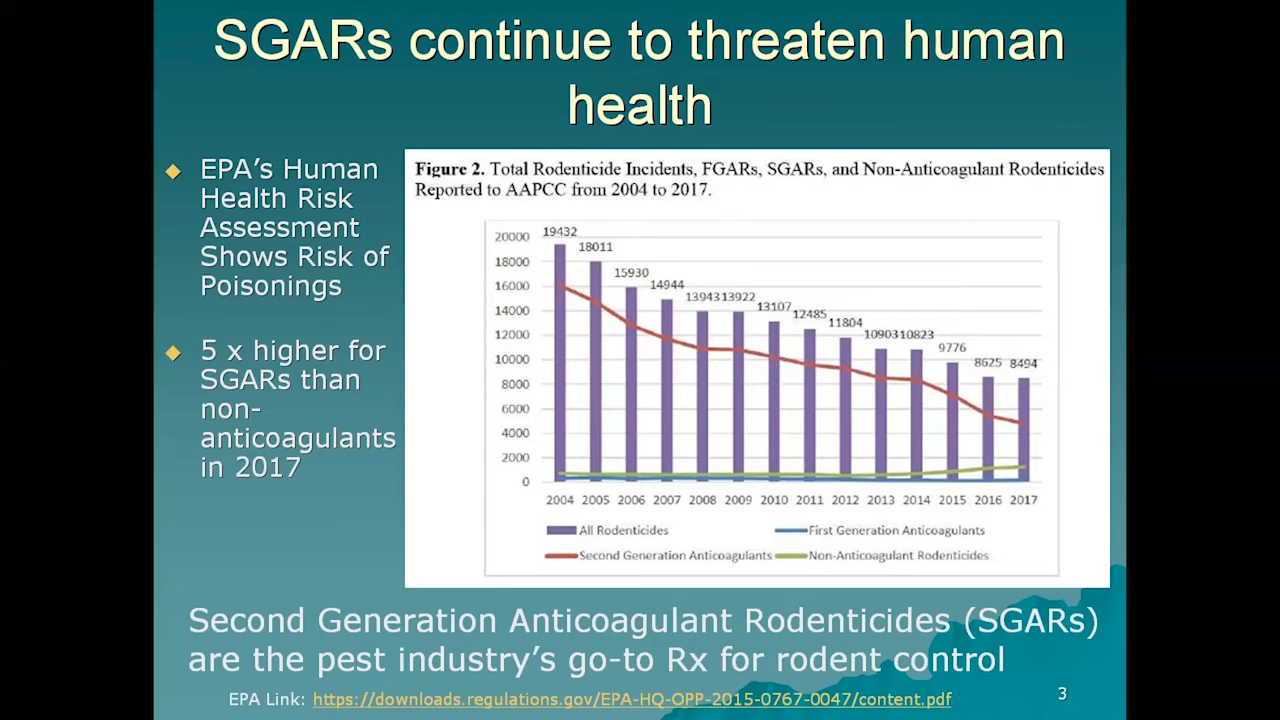 SGARs continue to threaten human
health
◆ EPA's Human
Health Risk
Assessment
Shows Risk of
Poisonings
◆ 5 x higher for
SGARs than
non-
anticoagulants
in 2017
Figure 2. Total Rodenticide Incidents, FGARs, SGARs, and Non-Anticoagulant Rodenticides
Reported to AAPCC from 2004 to 2017.
20000
18000
16000
14000
12000
10000
8000
6000
4000
2000
0
19432
18011
15930
14944
13943
13922
13107
12485
11804
10903
10823
9776
8625
8494
2004 2005 2006 2007 2008 2009 2010 2011 2012 2013 2014 2015 2016 2017
All Rodenticides
First Generation Anticoagulants
Second Generation Anticoagulants
Non-Anticoagulant Rodenticides
Second Generation Anticoagulant Rodenticides (SGARs)
are the pest industry's go-to Rx for rodent control
EPA Link: https://downloads.regulations.gov/EPA-HQ-OPP-2015-0767-0047/content.pdf
3